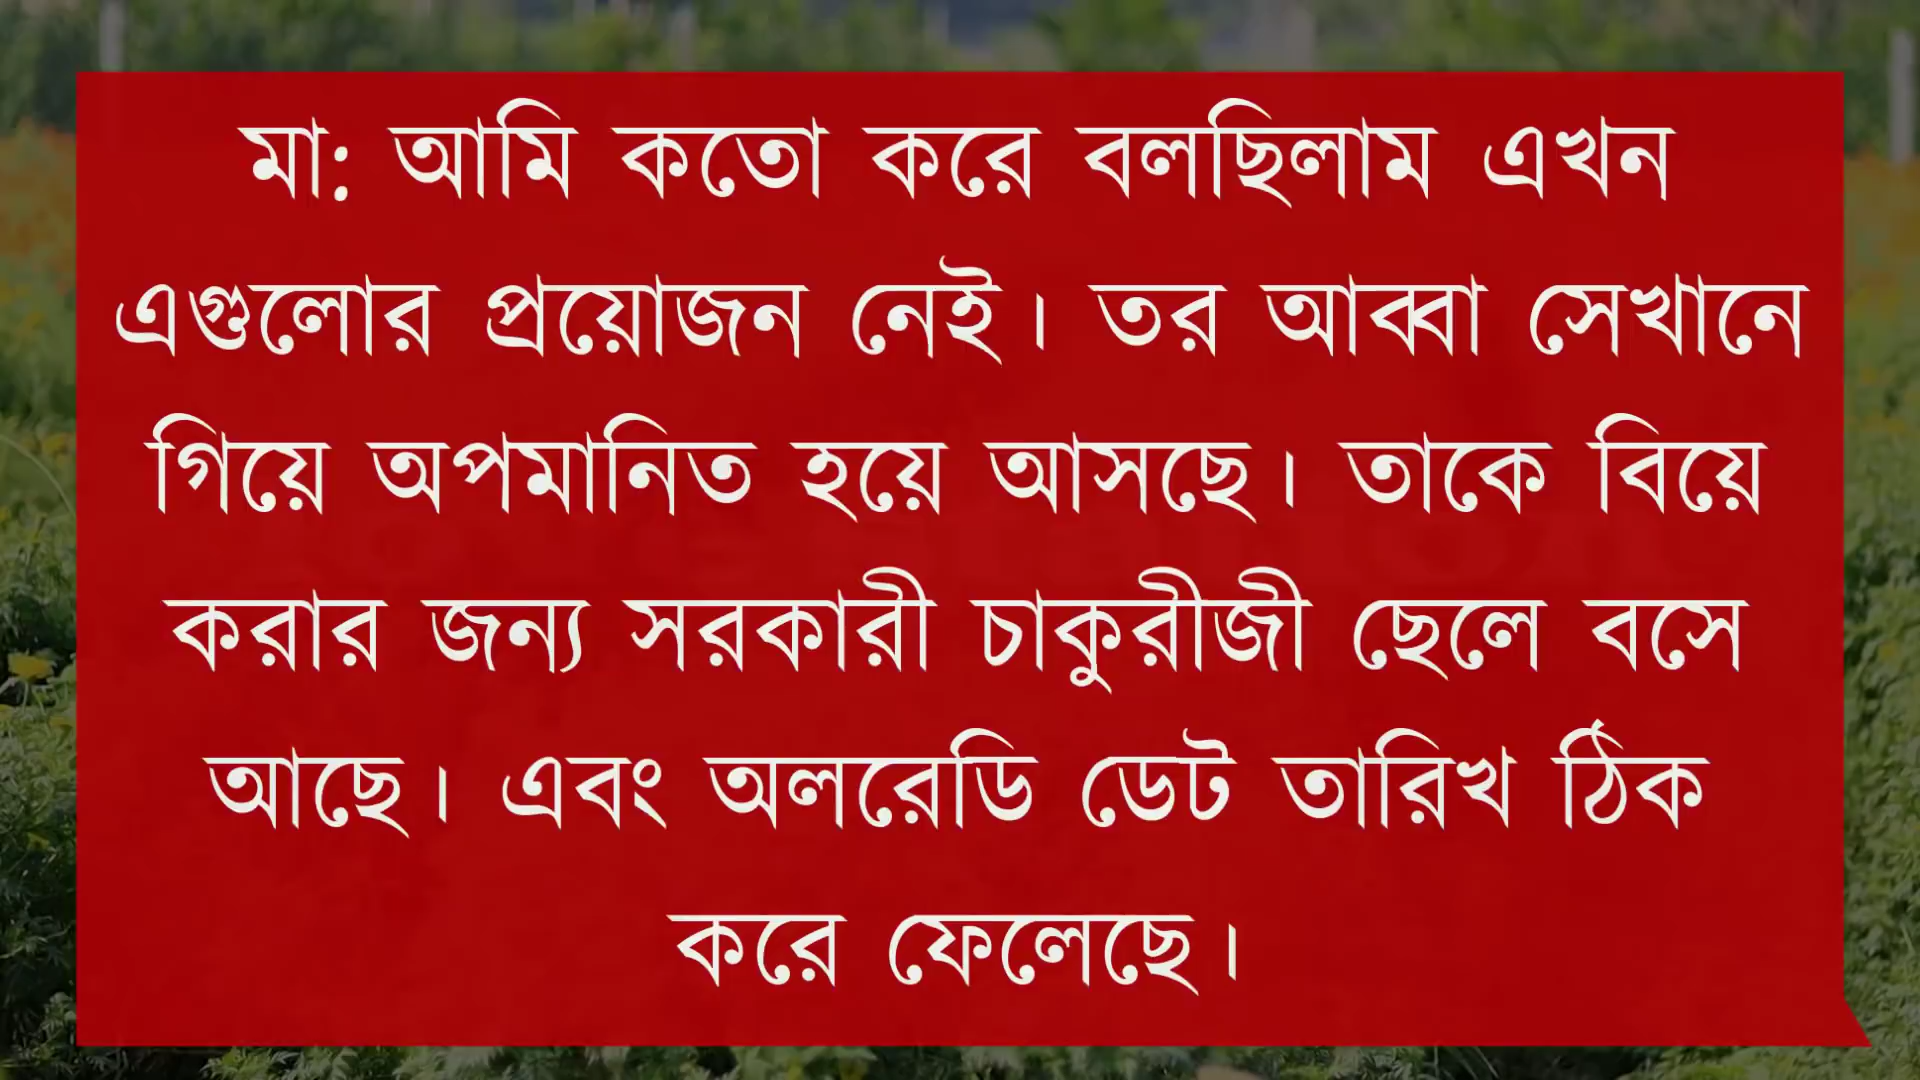 মা: আমি কতো করে বলছিলাম এখন
এগুলোর প্রয়োজন নেই। তর আব্বা সেখানে
গিয়ে অপমানিত হয়ে আসছে। তাকে বিয়ে
করার জন্য সরকারী চাকুরীজী ছেলে বসে
আছে। এবং অলরেডি ডেট তারিখ ঠিক
করে ফেলেছে।